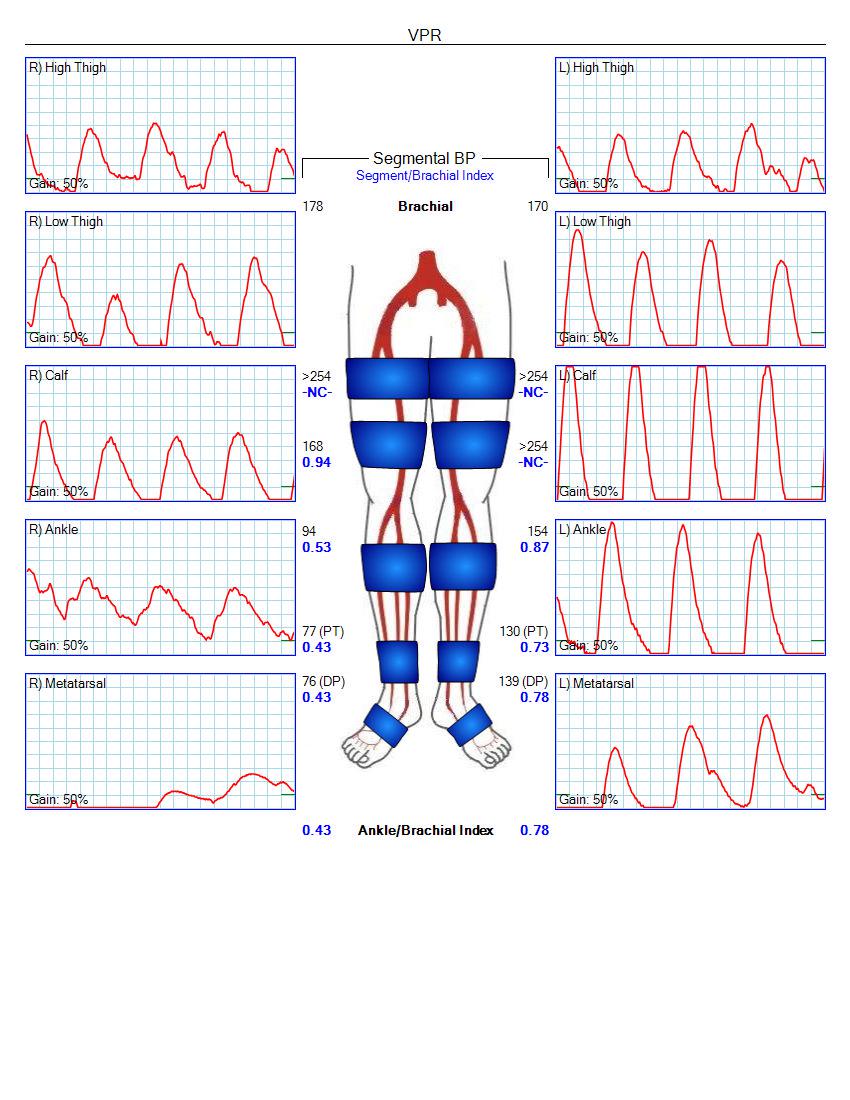 VPR
R) High Thigh
Gain: 50%
L) High Thigh
Gain: 50%
Segmental BP
Segment/Brachial Index
178 Brachial 170
R) Low Thigh
Gain: 50%
L) Low Thigh
Gain: 50%
>254
-NC-
>254
-NC-
R) Calf
Gain: 50%
L) Calf
Gain: 50%
168
0.94
>254
-NC-
R) Ankle
Gain: 50%
L) Ankle
Gain: 50%
94
0.53
154
0.87
77 (PT)
0.43
130 (PT)
0.73
R) Metatarsal
Gain: 50%
L) Metatarsal
Gain: 50%
76 (DP)
0.43
139 (DP)
0.78
0.43 Ankle/Brachial Index 0.78